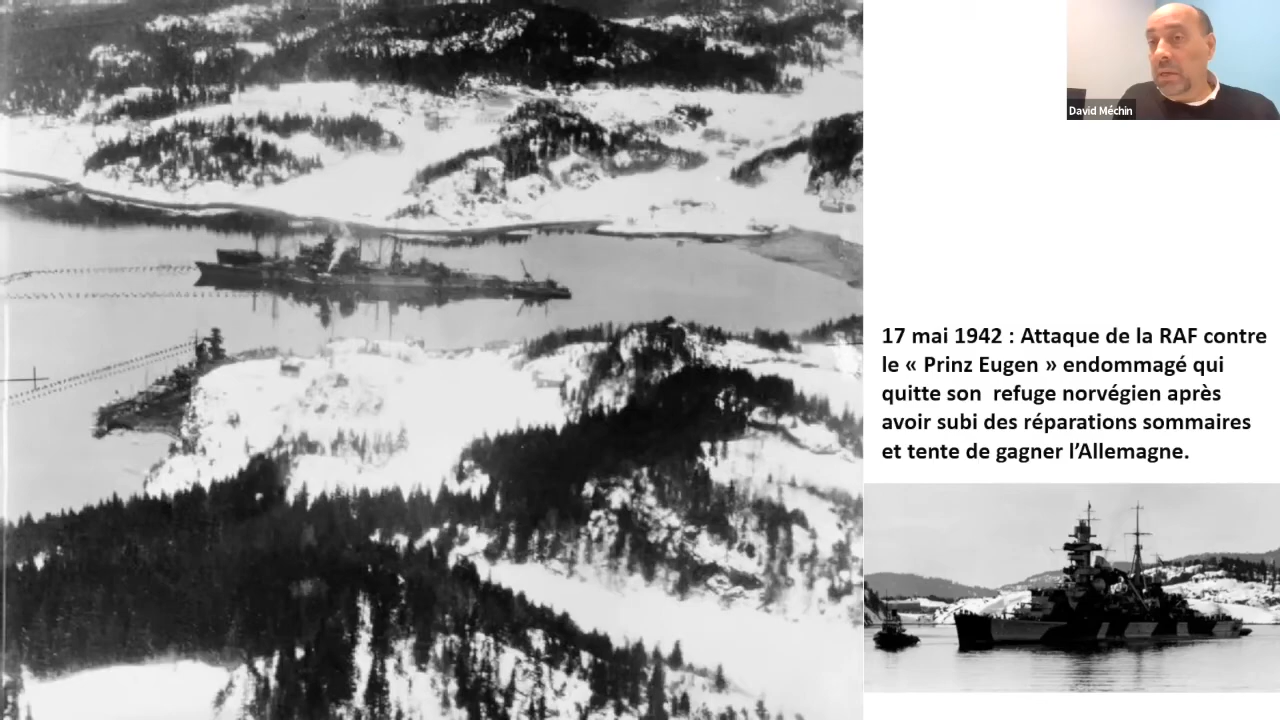 David Méchin
17 mai 1942 : Attaque de la RAF contre
le « Prinz Eugen » endommagé qui
quitte son  refuge norvégien après
avoir subi des réparations sommaires
et tente de gagner l’Allemagne.